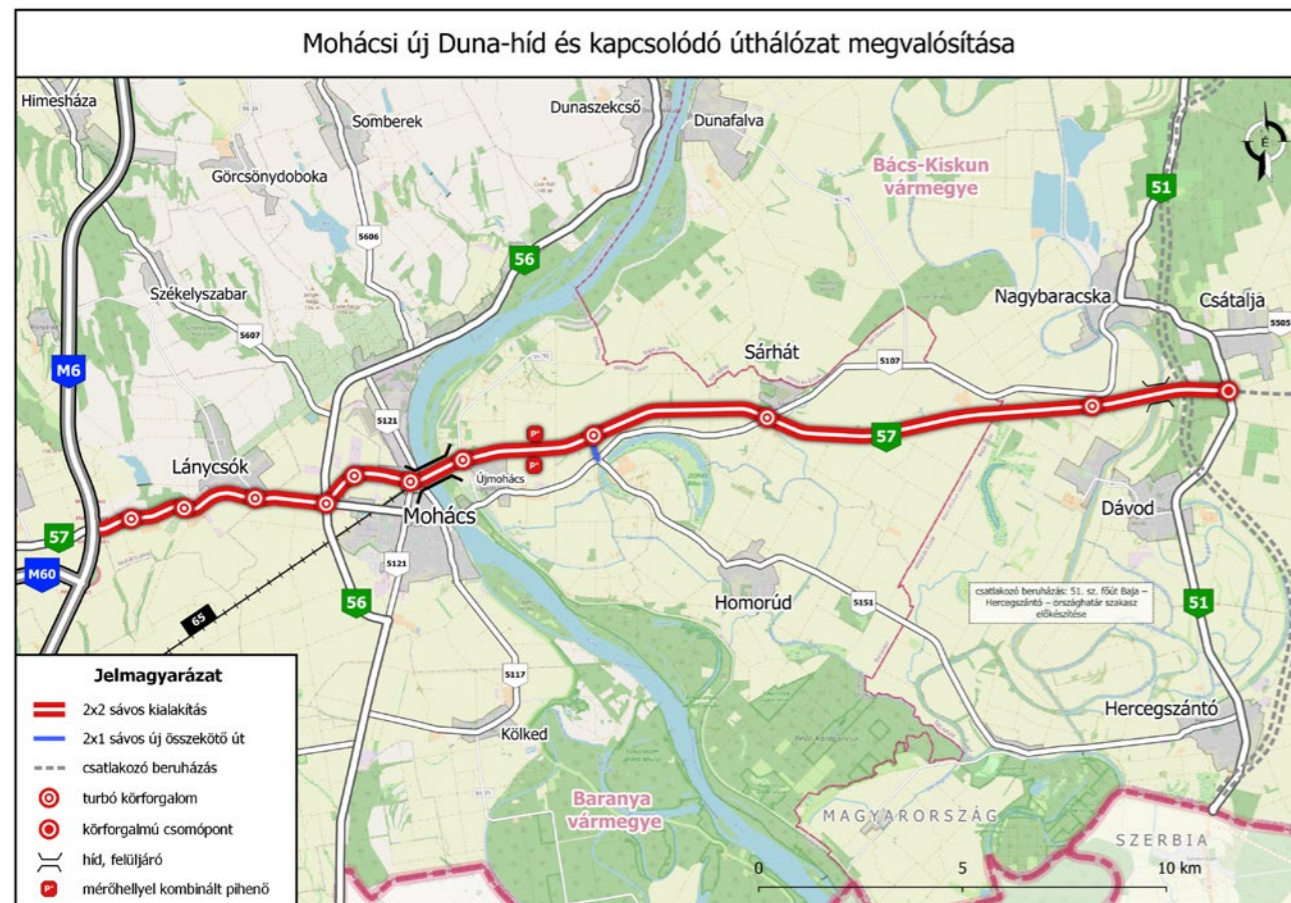 Mohácsi új Duna-híd és kapcsolódó úthálózat megvalósítása
Himesháza
Somberek
Dunaszekcső
Dunafalva
Görcsönydoboka
Bács-Kiskun
vármegye
É
51
5606
56
Székelyszabar
5607
Nagybaracska
Csátalja
5505
M6
Sárhát
5107
5121
57
Lánycsók
P+
P+
Újmohács
Mohács
Dávod
57
M60
5121
56
65
Homorúd
5151
csatlakozó beruházás: 51. sz. főút Baja –
Hercegszántó – országhatár szakasz
előkészítése
51
5117
Kölked
Hercegszántó
Baranya
vármegye
MAGYARORSZÁG
SZERBIA
0
5
10 km
Jelmagyarázat
2x2 sávos kialakítás
2x1 sávos új összekötő út
csatlakozó beruházás
turbó körforgalom
körforgalmú csomópont
híd, felüljáró
P+
mérőhellyel kombinált pihenő